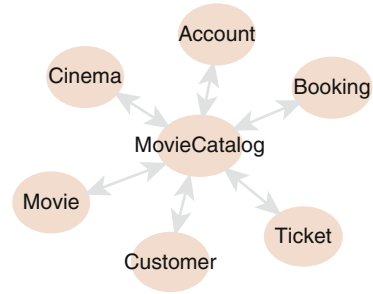 Account
Cinema
Booking
MovieCatalog
Movie
Ticket
Customer